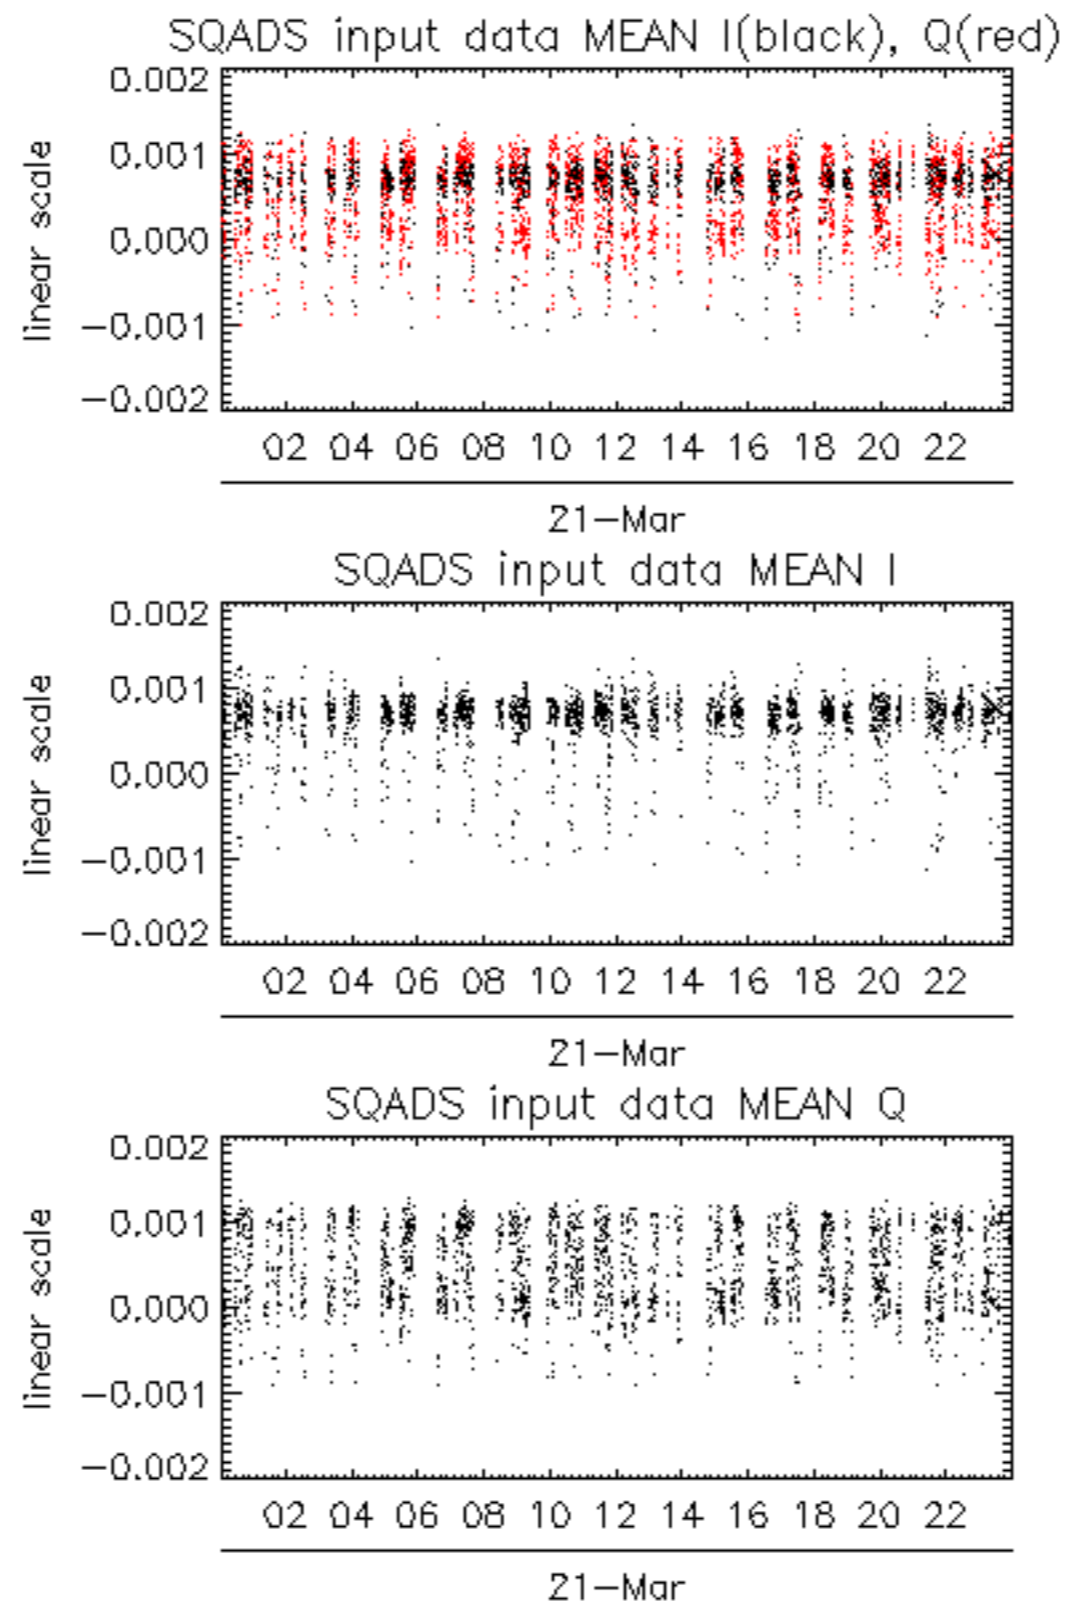 SQADS input data MEAN I(black), Q(red)
linear scale
0.002
0.001
0.000
−0.001
−0.002
02 04 06 08 10 12 14 16 18 20 22
21−Mar
SQADS input data MEAN I
linear scale
0.002
0.001
0.000
−0.001
−0.002
02 04 06 08 10 12 14 16 18 20 22
21−Mar
SQADS input data MEAN Q
linear scale
0.002
0.001
0.000
−0.001
−0.002
02 04 06 08 10 12 14 16 18 20 22
21−Mar